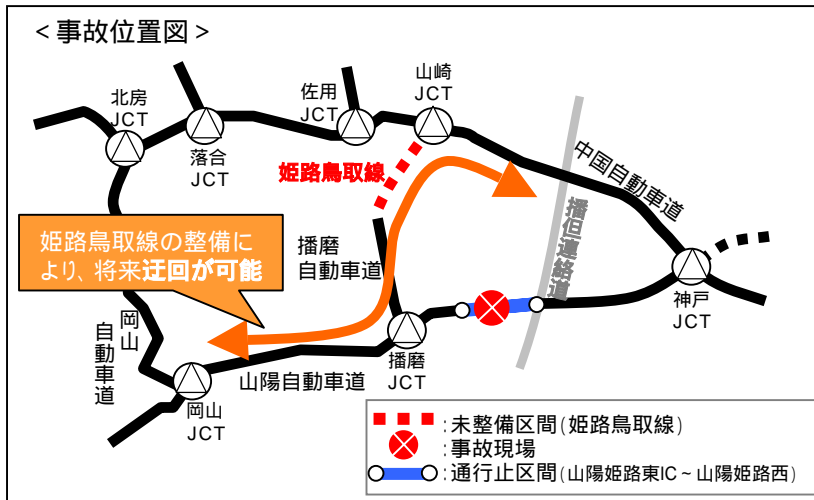 ＜事故位置図＞
山崎
JCT
佐用
JCT
北房
JCT
落合
JCT
姫路鳥取線
中国自動車道
播但連絡道
姫路鳥取線の整備に
より、将来迂回が可能
播磨
自動車道
神戸
JCT
岡山
自動車道
播磨
JCT
山陽自動車道
岡山
JCT
:未整備区間(姫路鳥取線)
:事故現場
:通行止区間(山陽姫路東IC～山陽姫路西)